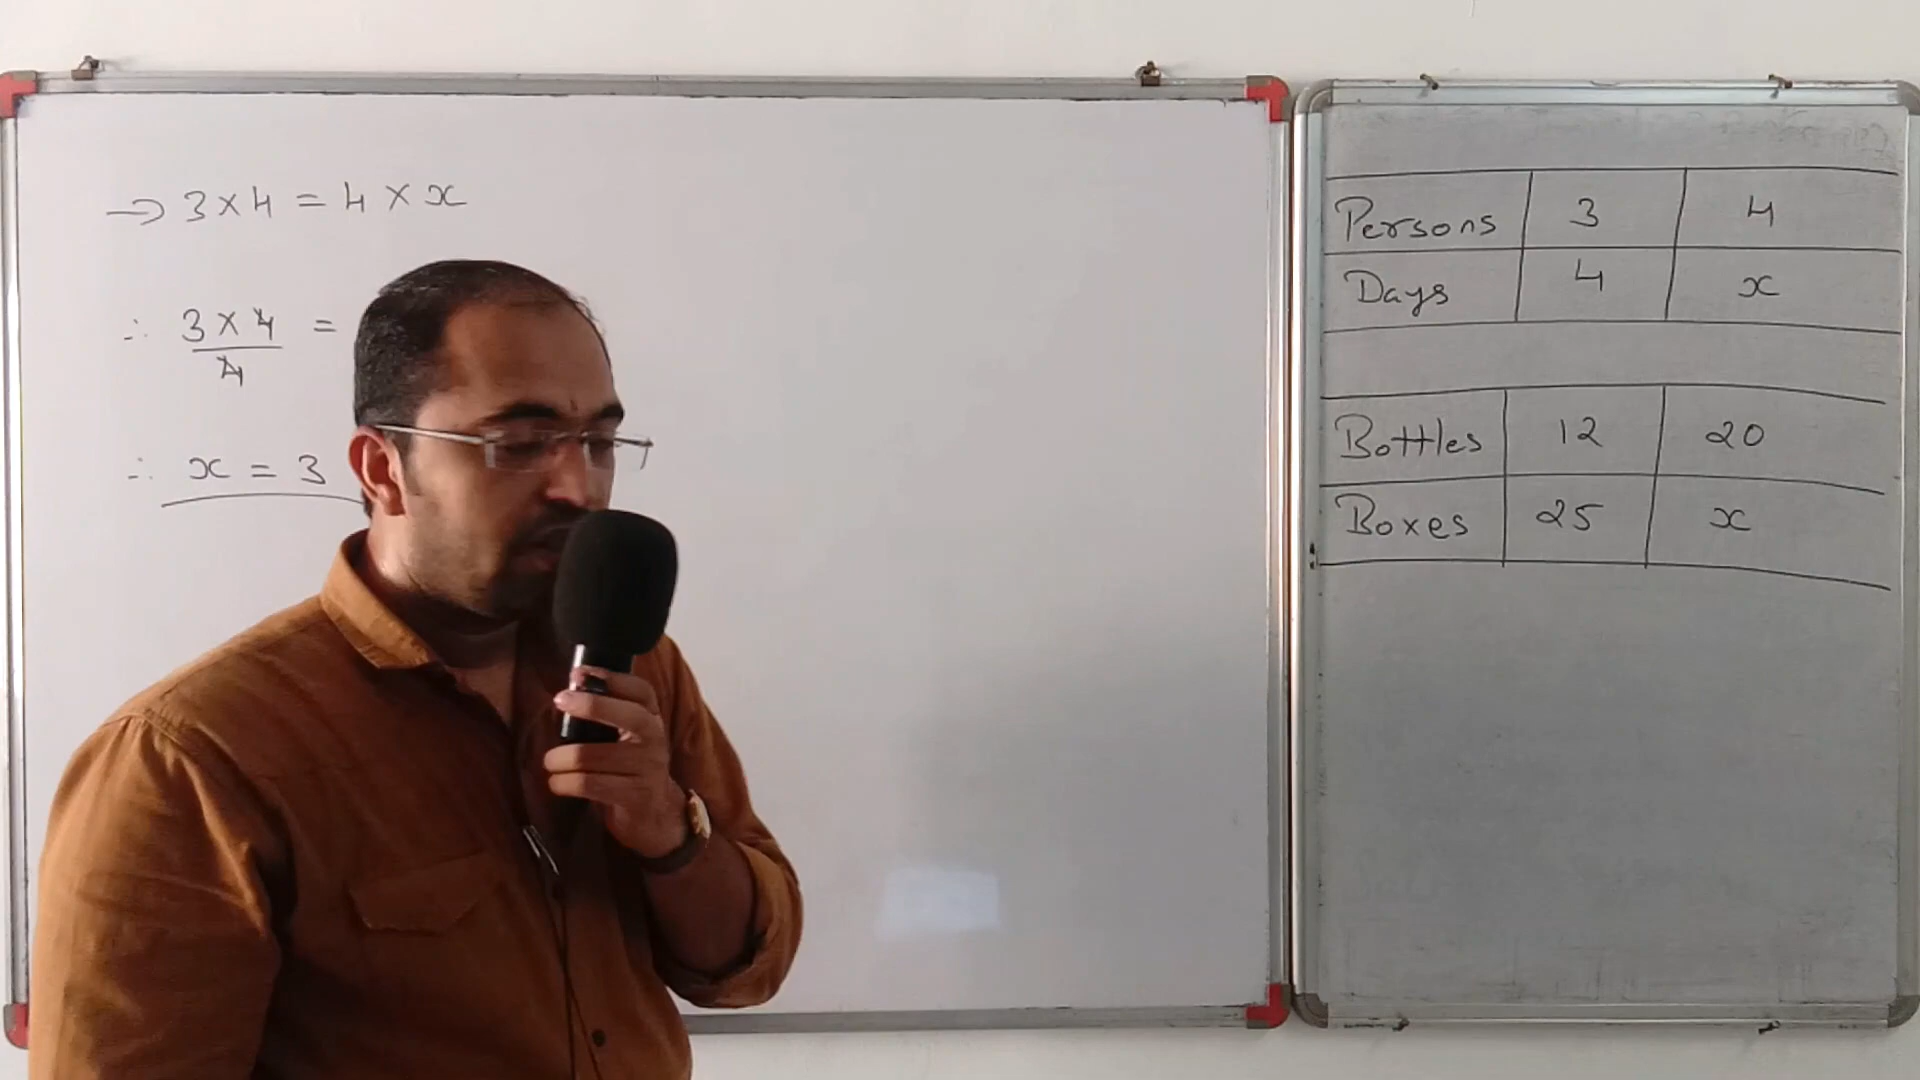 → 3 × 4 = 4 × x
∴ 3 × 4 =
4
∴ x = 3
Persons 3 4
Days 4 x
Bottles 12 20
Boxes 25 x